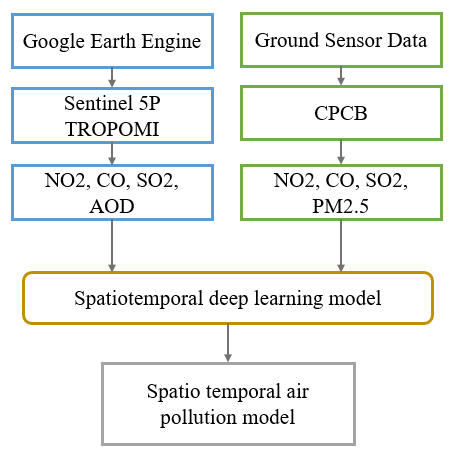 Google Earth Engine
Ground Sensor Data
Sentinel 5P
TROPOMI
CPCB
NO2, CO, SO2,
AOD
NO2, CO, SO2,
PM2.5
Spatiotemporal deep learning model
Spatio temporal air
pollution model